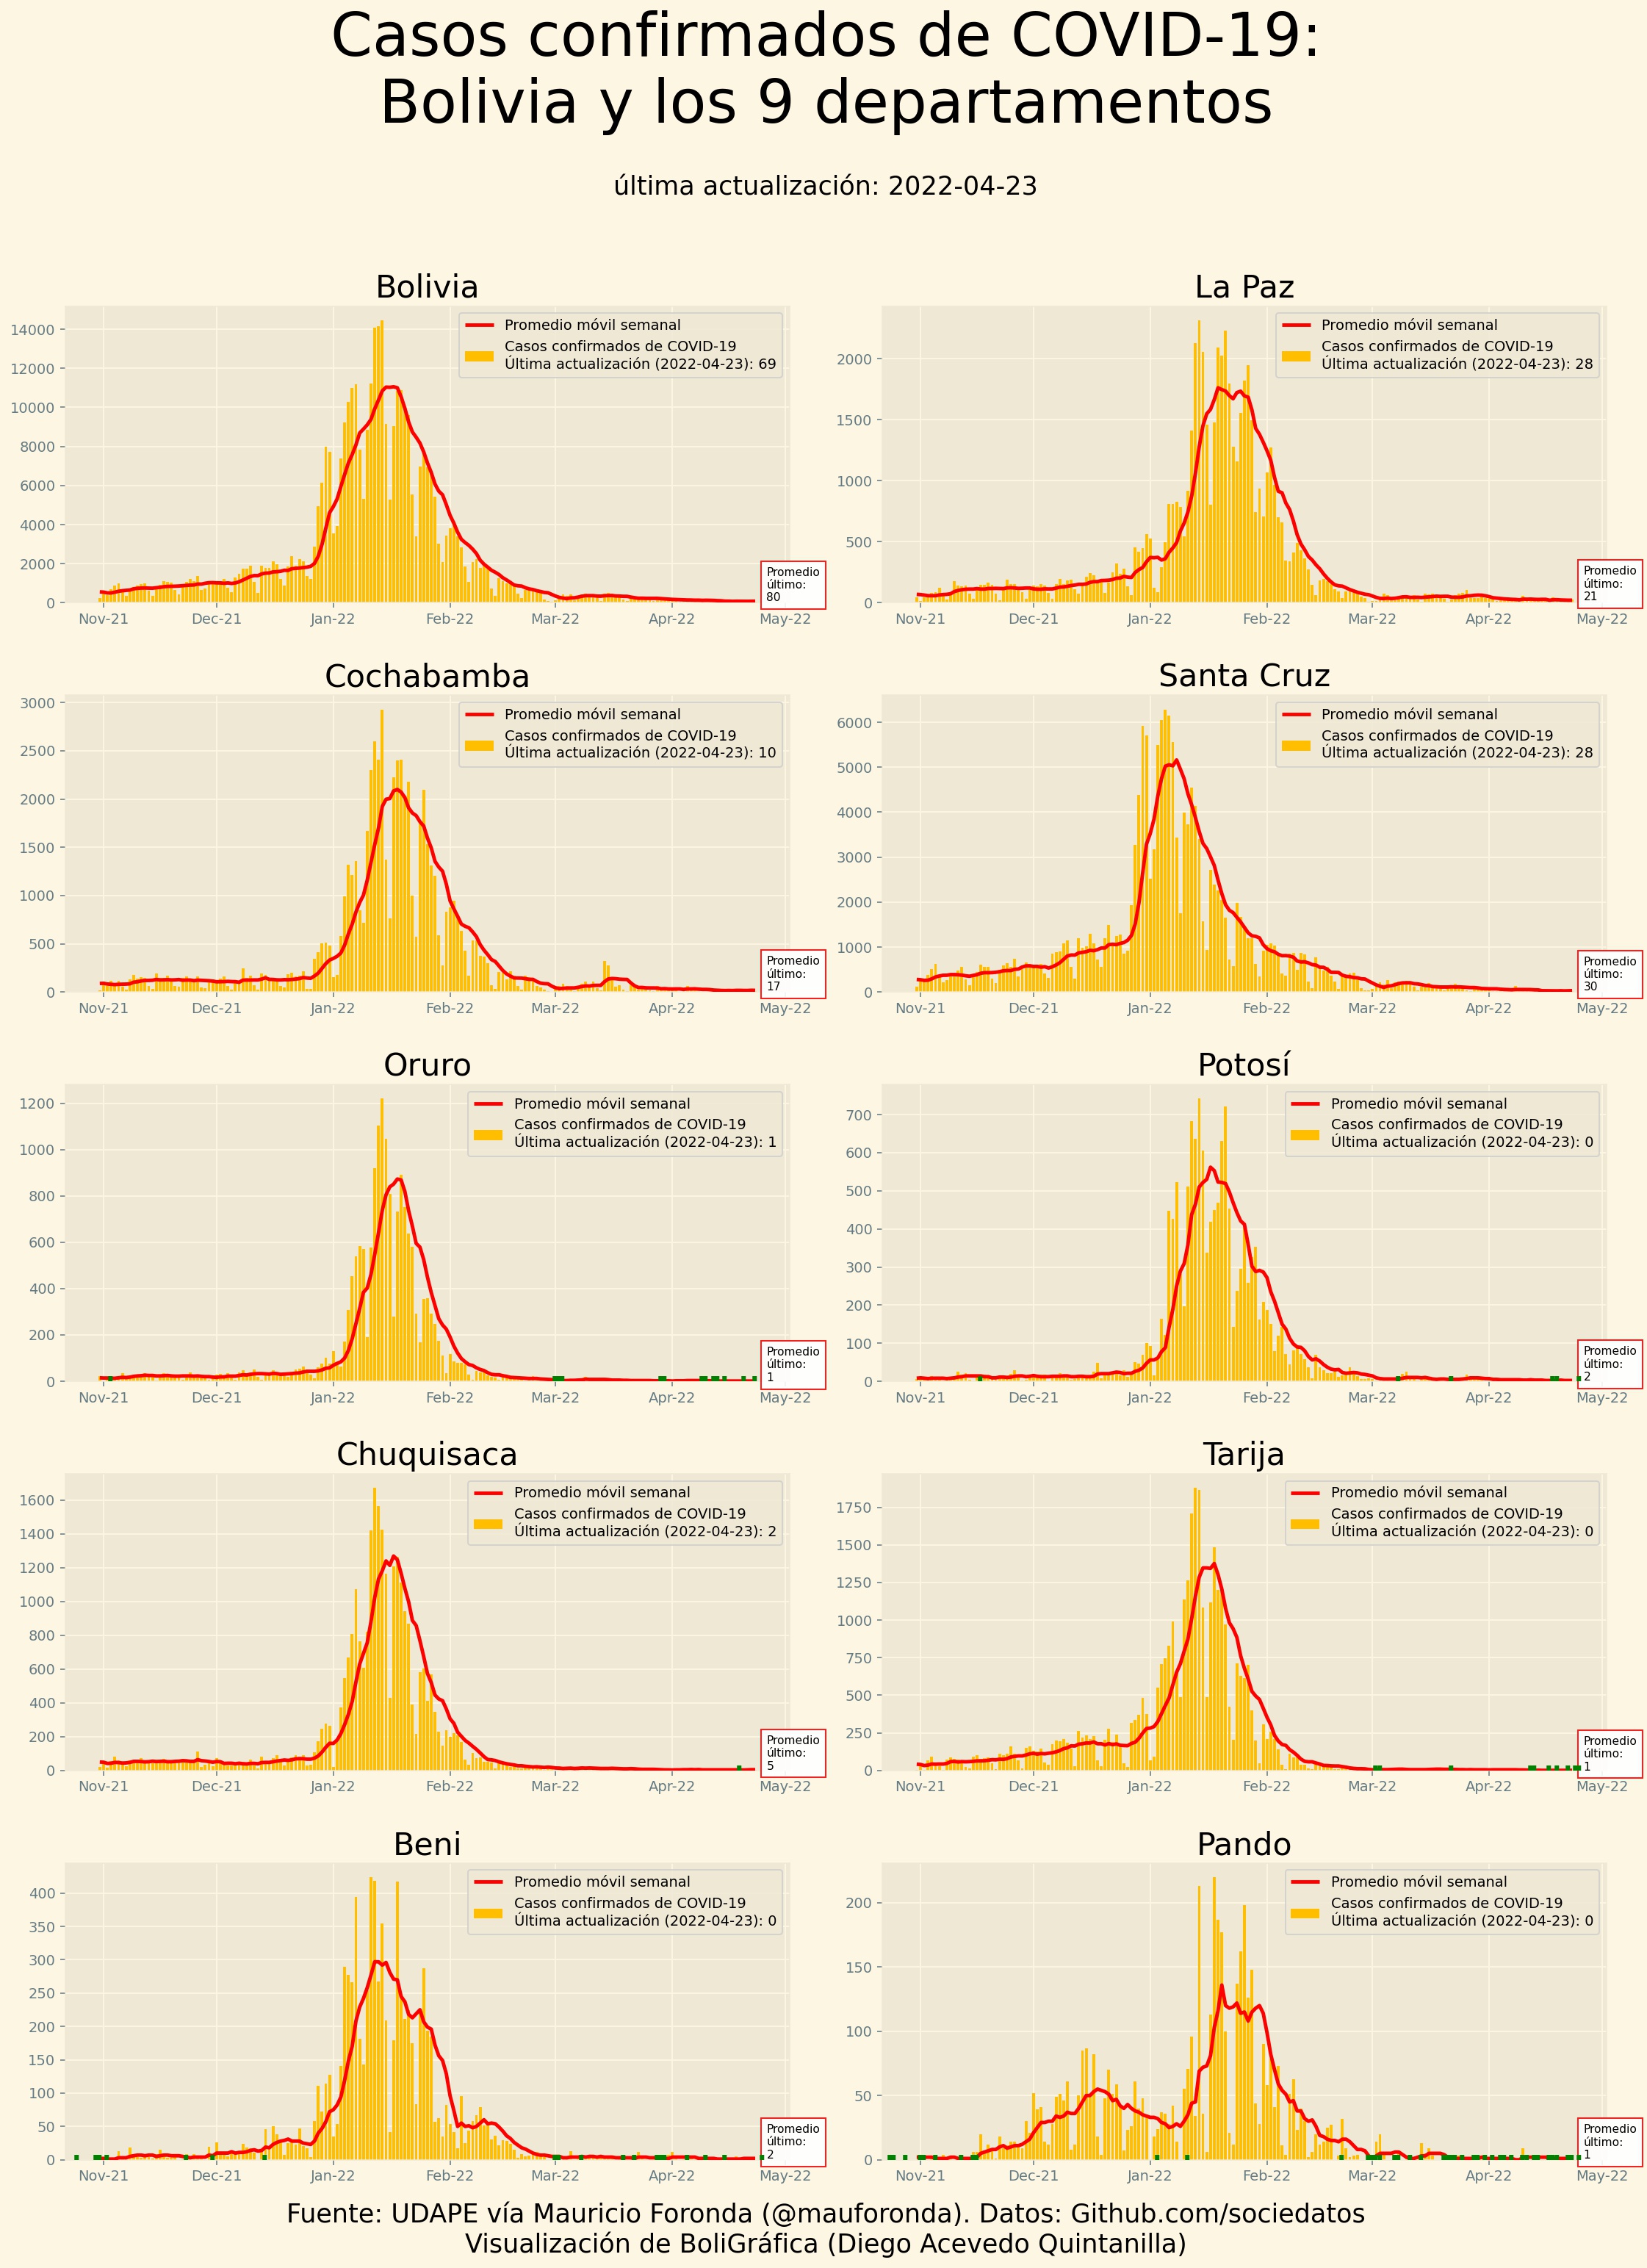 Casos confirmados de COVID-19:
Bolivia y los 9 departamentos
última actualización: 2022-04-23
Bolivia
14000
12000
10000
8000
6000
4000
2000
0
Nov-21 Dec-21 Jan-22 Feb-22 Mar-22 Apr-22 May-22
Promedio móvil semanal
Casos confirmados de COVID-19
Última actualización (2022-04-23): 69
Promedio
último:
80
La Paz
2000
1500
1000
500
0
Nov-21 Dec-21 Jan-22 Feb-22 Mar-22 Apr-22 May-22
Promedio móvil semanal
Casos confirmados de COVID-19
Última actualización (2022-04-23): 28
Promedio
último:
21
Cochabamba
3000
2500
2000
1500
1000
500
0
Nov-21 Dec-21 Jan-22 Feb-22 Mar-22 Apr-22 May-22
Promedio móvil semanal
Casos confirmados de COVID-19
Última actualización (2022-04-23): 10
Promedio
último:
17
Santa Cruz
6000
5000
4000
3000
2000
1000
0
Nov-21 Dec-21 Jan-22 Feb-22 Mar-22 Apr-22 May-22
Promedio móvil semanal
Casos confirmados de COVID-19
Última actualización (2022-04-23): 28
Promedio
último:
30
Oruro
1200
1000
800
600
400
200
0
Nov-21 Dec-21 Jan-22 Feb-22 Mar-22 Apr-22 May-22
Promedio móvil semanal
Casos confirmados de COVID-19
Última actualización (2022-04-23): 1
Promedio
último:
1
Potosí
700
600
500
400
300
200
100
0
Nov-21 Dec-21 Jan-22 Feb-22 Mar-22 Apr-22 May-22
Promedio móvil semanal
Casos confirmados de COVID-19
Última actualización (2022-04-23): 0
Promedio
último:
2
Chuquisaca
1600
1400
1200
1000
800
600
400
200
0
Nov-21 Dec-21 Jan-22 Feb-22 Mar-22 Apr-22 May-22
Promedio móvil semanal
Casos confirmados de COVID-19
Última actualización (2022-04-23): 2
Promedio
último:
5
Tarija
1750
1500
1250
1000
750
500
250
0
Nov-21 Dec-21 Jan-22 Feb-22 Mar-22 Apr-22 May-22
Promedio móvil semanal
Casos confirmados de COVID-19
Última actualización (2022-04-23): 0
Promedio
último:
1
Beni
400
350
300
250
200
150
100
50
0
Nov-21 Dec-21 Jan-22 Feb-22 Mar-22 Apr-22 May-22
Promedio móvil semanal
Casos confirmados de COVID-19
Última actualización (2022-04-23): 0
Promedio
último:
2
Pando
200
150
100
50
0
Nov-21 Dec-21 Jan-22 Feb-22 Mar-22 Apr-22 May-22
Promedio móvil semanal
Casos confirmados de COVID-19
Última actualización (2022-04-23): 0
Promedio
último:
1
Fuente: UDAPE vía Mauricio Foronda (@mauforonda). Datos: Github.com/sociedatos
Visualización de BoliGráfica (Diego Acevedo Quintanilla)